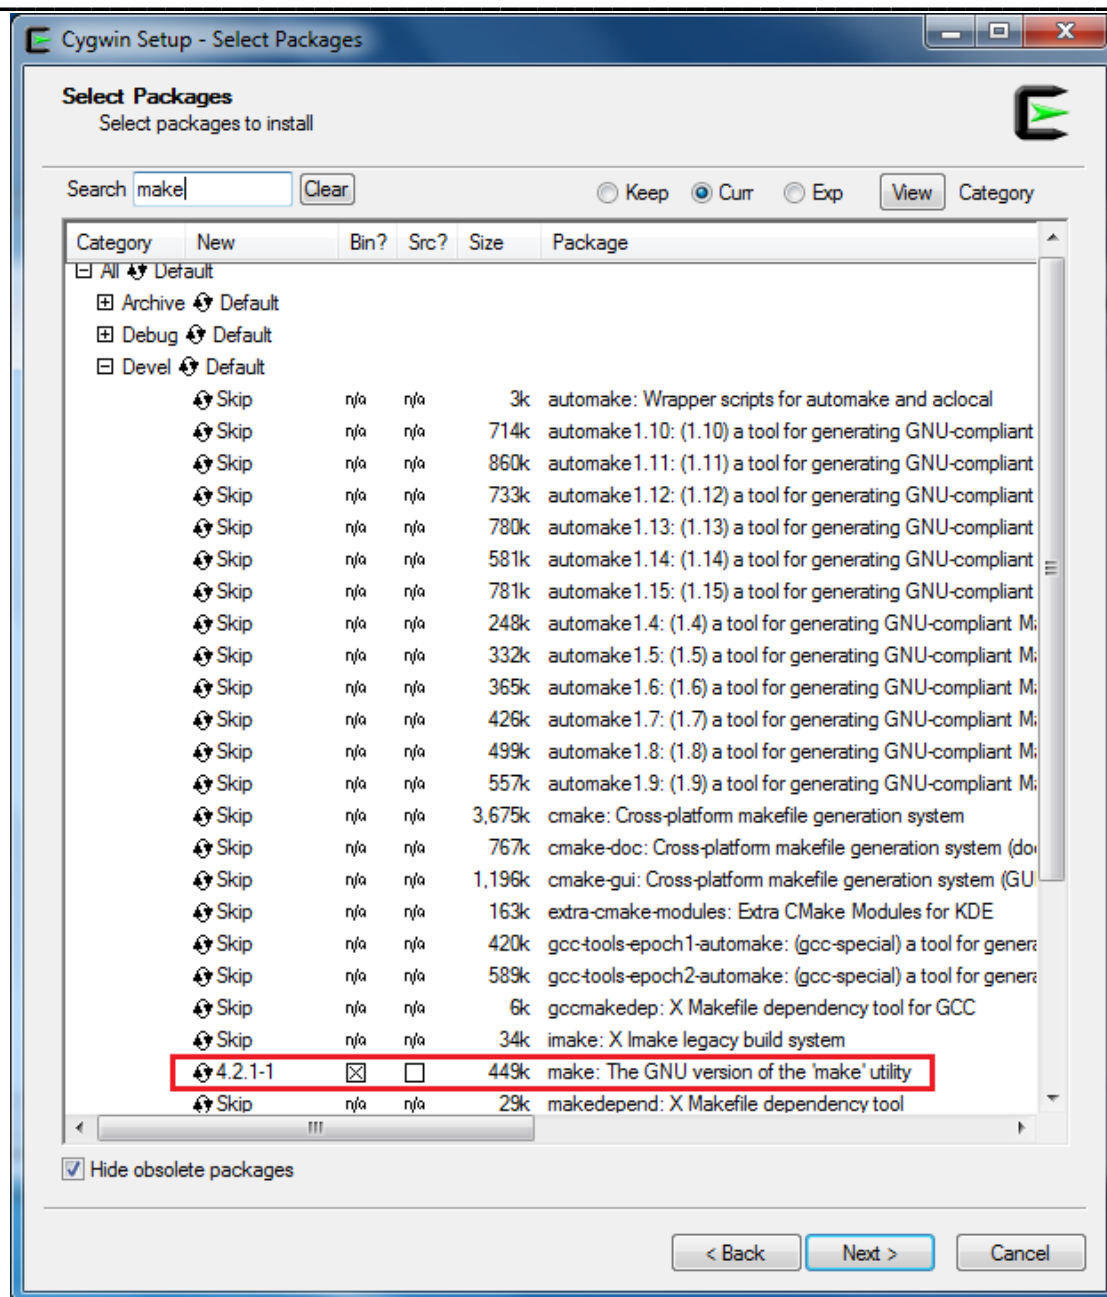 Cygwin Setup - Select Packages
Select Packages
Select packages to install
Search make Clear Keep Curr Exp View Category
Category New Bin? Src? Size Package
All Default
Archive Default
Debug Default
Devel Default
Skip n/a n/a 3k automake: Wrapper scripts for automake and aclocal
Skip n/a n/a 714k automake1.10: (1.10) a tool for generating GNU-compliant
Skip n/a n/a 860k automake1.11: (1.11) a tool for generating GNU-compliant
Skip n/a n/a 733k automake1.12: (1.12) a tool for generating GNU-compliant
Skip n/a n/a 780k automake1.13: (1.13) a tool for generating GNU-compliant
Skip n/a n/a 581k automake1.14: (1.14) a tool for generating GNU-compliant
Skip n/a n/a 781k automake1.15: (1.15) a tool for generating GNU-compliant
Skip n/a n/a 248k automake1.4: (1.4) a tool for generating GNU-compliant Ma
Skip n/a n/a 332k automake1.5: (1.5) a tool for generating GNU-compliant Ma
Skip n/a n/a 365k automake1.6: (1.6) a tool for generating GNU-compliant Ma
Skip n/a n/a 426k automake1.7: (1.7) a tool for generating GNU-compliant Ma
Skip n/a n/a 499k automake1.8: (1.8) a tool for generating GNU-compliant Ma
Skip n/a n/a 557k automake1.9: (1.9) a tool for generating GNU-compliant Ma
Skip n/a n/a 3,675k cmake: Cross-platform makefile generation system
Skip n/a n/a 767k cmake-doc: Cross-platform makefile generation system (doc
Skip n/a n/a 1,196k cmake-gui: Cross-platform makefile generation system (GUI
Skip n/a n/a 163k extra-cmake-modules: Extra CMake Modules for KDE
Skip n/a n/a 420k gcc-tools-epoch1-automake: (gcc-special) a tool for genera
Skip n/a n/a 589k gcc-tools-epoch2-automake: (gcc-special) a tool for genera
Skip n/a n/a 6k gccmakedep: X Makefile dependency tool for GCC
Skip n/a n/a 34k imake: X Imake legacy build system
4.2.1-1 449k make: The GNU version of the 'make' utility
Skip n/a n/a 29k makedepend: X Makefile dependency tool
Hide obsolete packages
< Back Next > Cancel